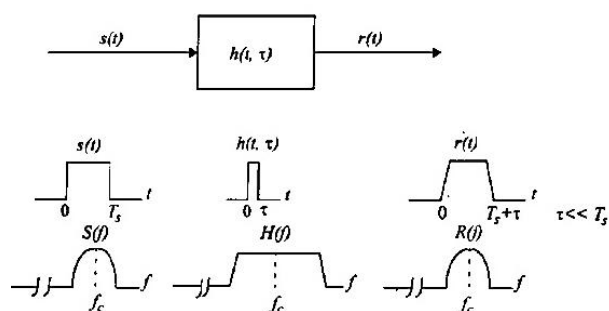 s(t)
h(t, τ)
r(t)
s(t)
h(t, τ)
r(t)
0 T_s t
0 τ t
0 T_s+τ t
τ<< T_s
S(f)
H(f)
R(f)
f
f
f
f_c
f_c
f_c